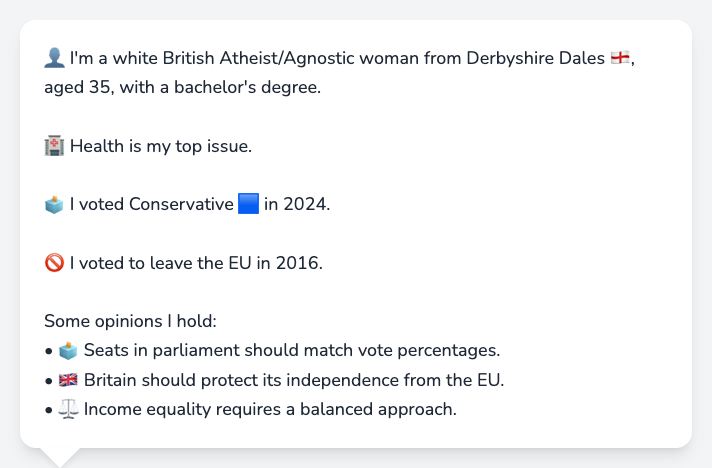 👤 I'm a white British Atheist/Agnostic woman from Derbyshire Dales 🏴󠁧󠁢󠁥󠁮󠁧󠁿,
aged 35, with a bachelor's degree.
🏥 Health is my top issue.
🗳️ I voted Conservative 🟦 in 2024.
🚫 I voted to leave the EU in 2016.
Some opinions I hold:
• 🗳️ Seats in parliament should match vote percentages.
• 🇬🇧 Britain should protect its independence from the EU.
• ⚖️ Income equality requires a balanced approach.